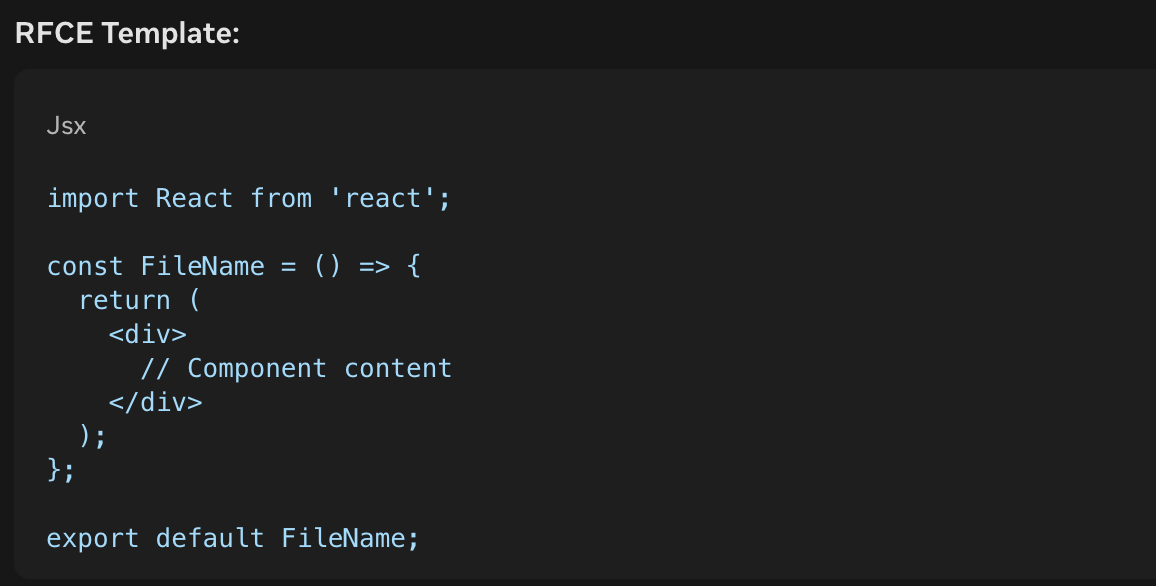 RFCE Template:
Jsx
import React from 'react';
const FileName = () => {
  return (
    <div>
      // Component content
    </div>
  );
};
export default FileName;